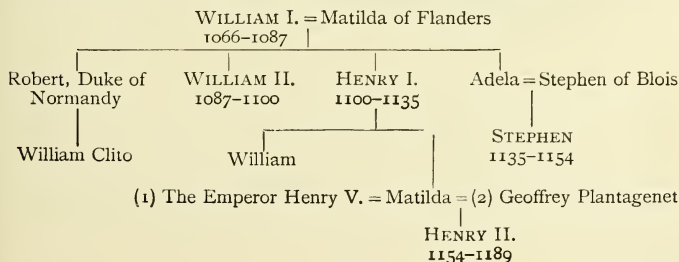 WILLIAM I. = Matilda of Flanders
1066–1087
Robert, Duke of Normandy
WILLIAM II.
1087–1100
HENRY I.
1100–1135
Adela = Stephen of Blois
William Clito
William
STEPHEN
1135–1154
(1) The Emperor Henry V. = Matilda = (2) Geoffrey Plantagenet
HENRY II.
1154–1189